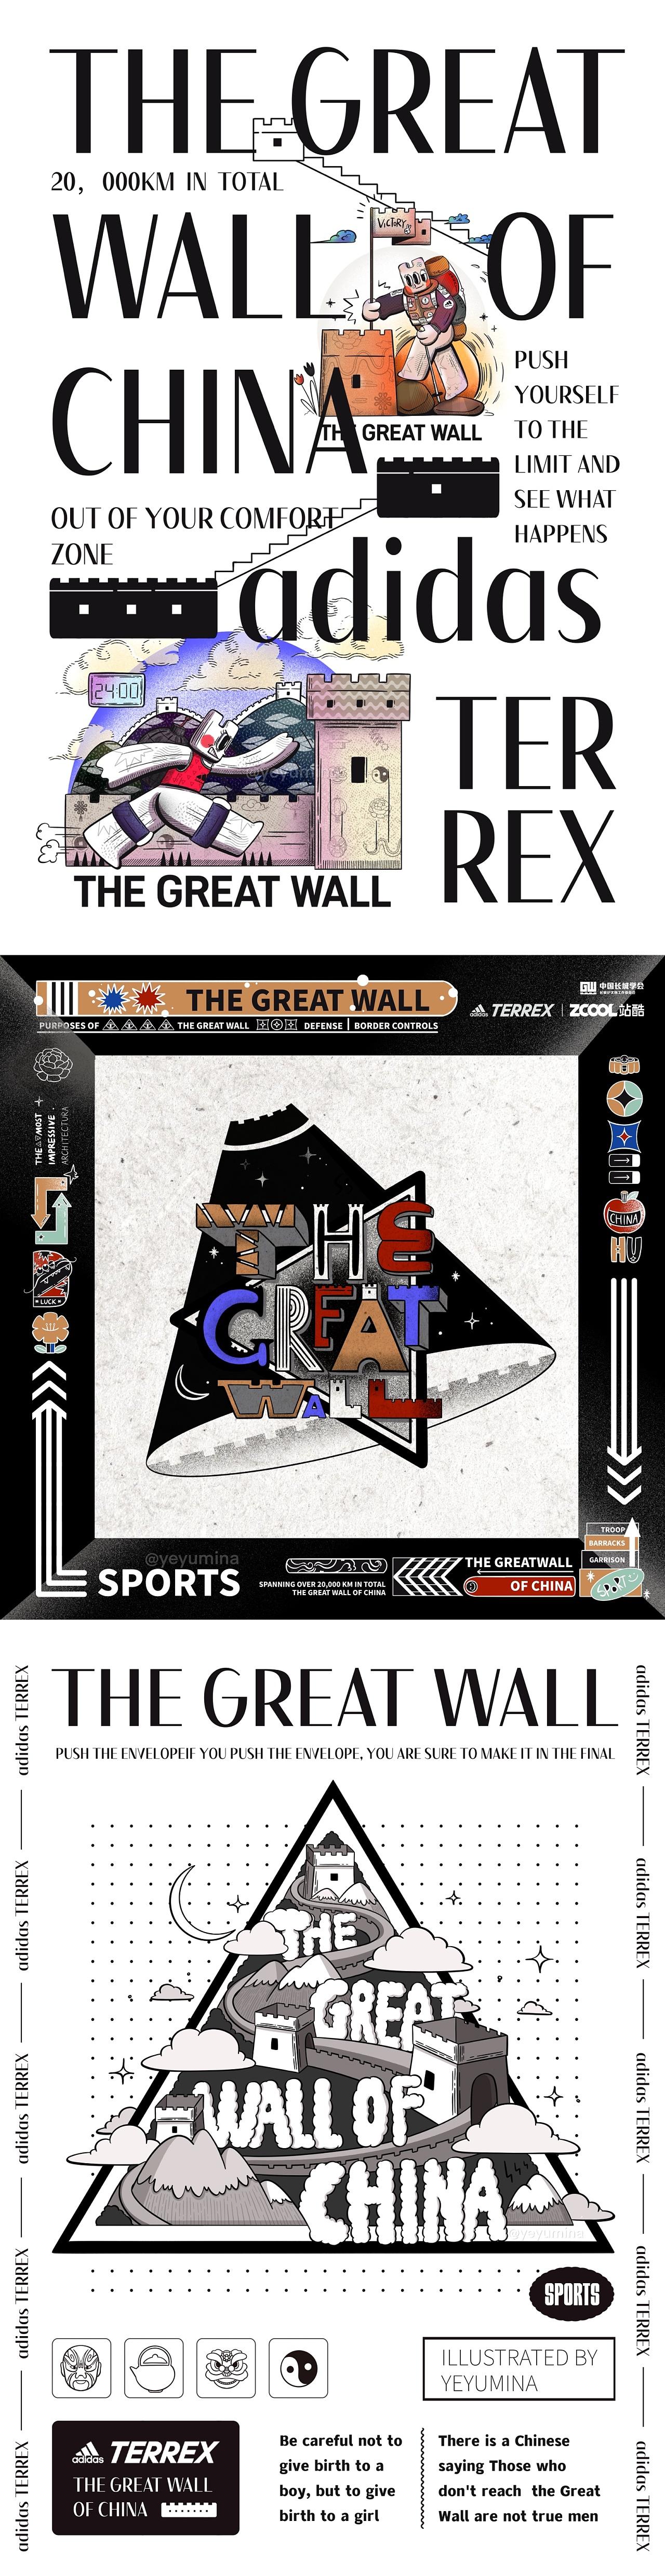 THE GREAT
20, 000KM IN TOTAL
WALL OF
VICTORY
CHINA
PUSH
YOURSELF
TO THE
LIMIT AND
SEE WHAT
HAPPENS
THE GREAT WALL
OUT OF YOUR COMFORT
ZONE
adidas
24:00
TER
REX
@yeyumina
THE GREAT WALL
THE GREAT WALL
PURPOSES OF THE GREAT WALL DEFENSE | BORDER CONTROLS
GW 中国长城学会
adidas TERREX | ZCOOL站酷
THE MOST
IMPRESSIVE
ARCHITECTURA
LUCK
CHINA
HU
THE
GREAT
WALL
@yeyumina
SPORTS
SPANNING OVER 20,000 KM IN TOTAL
THE GREAT WALL OF CHINA
THE GREATWALL
OF CHINA
TROOP
BARRACKS
GARRISON
SPORT
THE GREAT WALL
PUSH THE ENVELOPEIF YOU PUSH THE ENVELOPE, YOU ARE SURE TO MAKE IT IN THE FINAL
adidas TERREX
adidas TERREX
adidas TERREX
adidas TERREX
adidas TERREX
adidas TERREX
adidas TERREX
adidas TERREX
adidas TERREX
adidas TERREX
THE
GREAT
WALL OF
CHINA
@yeyumina
SPORTS
ILLUSTRATED BY
YEYUMINA
adidas TERREX
THE GREAT WALL
OF CHINA
Be careful not to
give birth to a
boy, but to give
birth to a girl
There is a Chinese
saying Those who
don't reach the Great
Wall are not true men